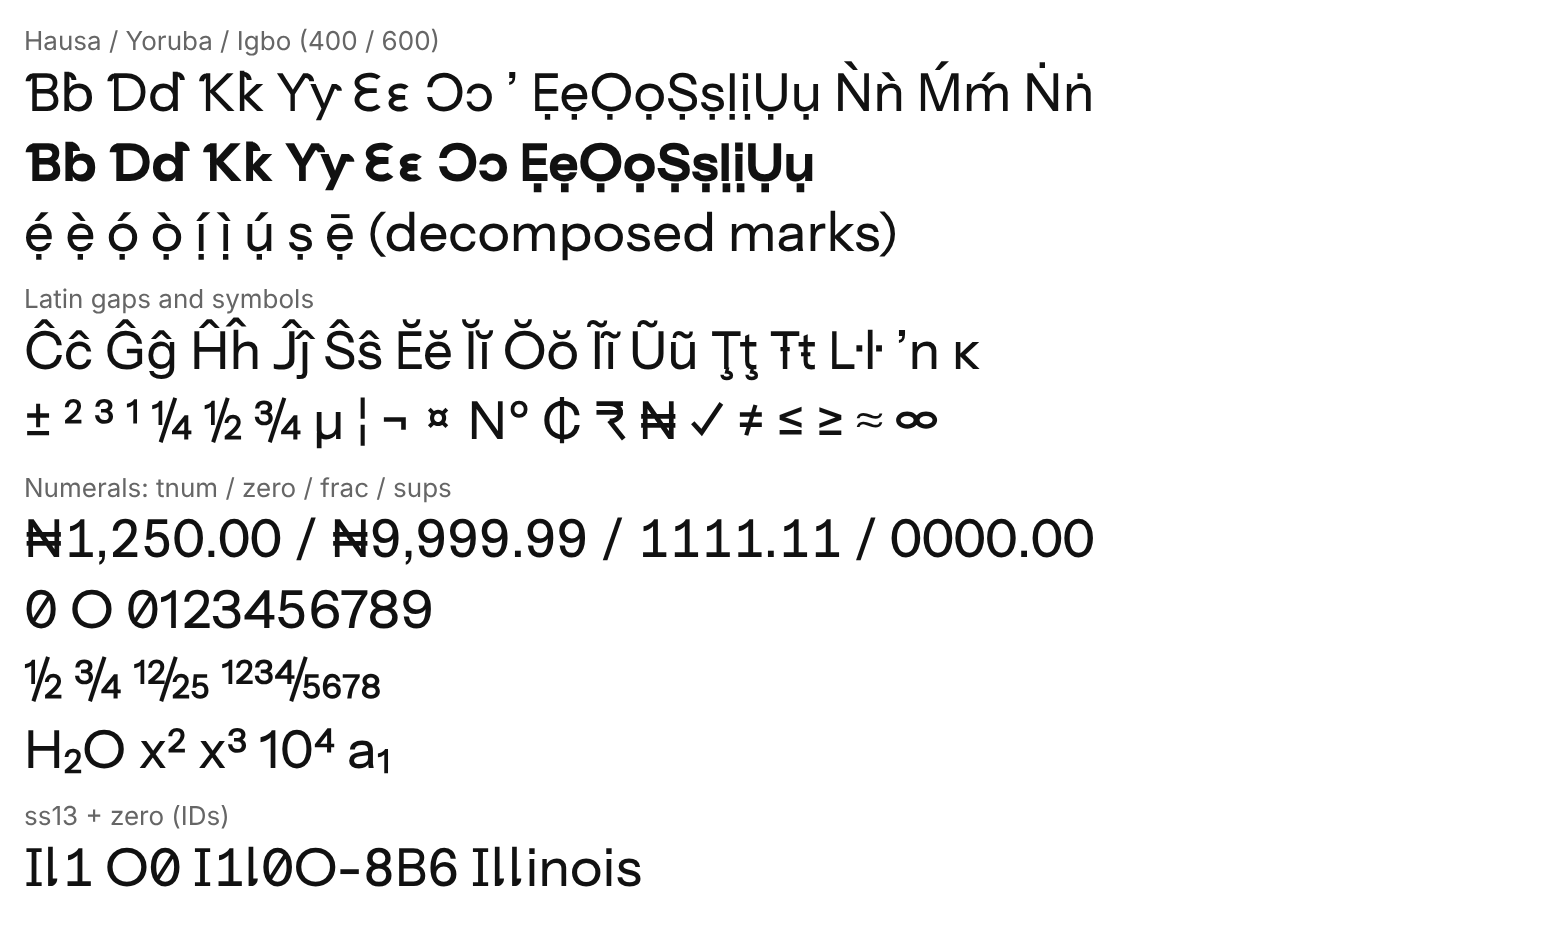 Hausa / Yoruba / Igbo (400 / 600)
Ɓɓ Ɗɗ Ƙƙ Ƴƴ Ɛɛ Ɔɔ ʼ ẸẹỌọṢṣḷịỤụ Ǹǹ Ḿḿ Ṅṅ
Ɓɓ Ɗɗ Ƙƙ Ƴƴ Ɛɛ Ɔɔ ẸẹỌọṢṣḷịỤụ
ẹ́ ẹ̀ ọ́ ọ̀ ị́ ị̀ ụ́ ṣ ẹ̄ (decomposed marks)
Latin gaps and symbols
Ĉĉ Ĝĝ Ĥĥ Ĵĵ Ŝŝ Ĕĕ Ĭĭ Ŏŏ Ĩĩ Ũũ Ţţ Ŧŧ Ŀŀ ŉ ĸ
± ² ³ ¹ ¼ ½ ¾ µ ¦ ¬ ¤ № ₵ ₹ ₦ ✓ ≠ ≤ ≥ ≈ ∞
Numerals: tnum / zero / frac / sups
₦1,250.00 / ₦9,999.99 / 1111.11 / 0000.00
0 O 0123456789
½ ¾ ¹²⁄₂₅ ¹²³⁴⁄₅₆₇₈
H₂O x² x³ 10⁴ a₁
ss13 + zero (IDs)
Il1 O0 I1l0O-8B6 Illinois